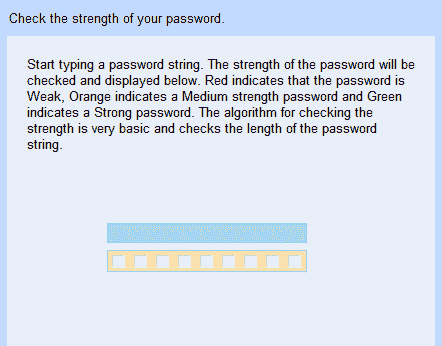 Check the strength of your password.
Start typing a password string. The strength of the password will be
checked and displayed below. Red indicates that the password is
Weak, Orange indicates a Medium strength password and Green
indicates a Strong password. The algorithm for checking the
strength is very basic and checks the length of the password
string.